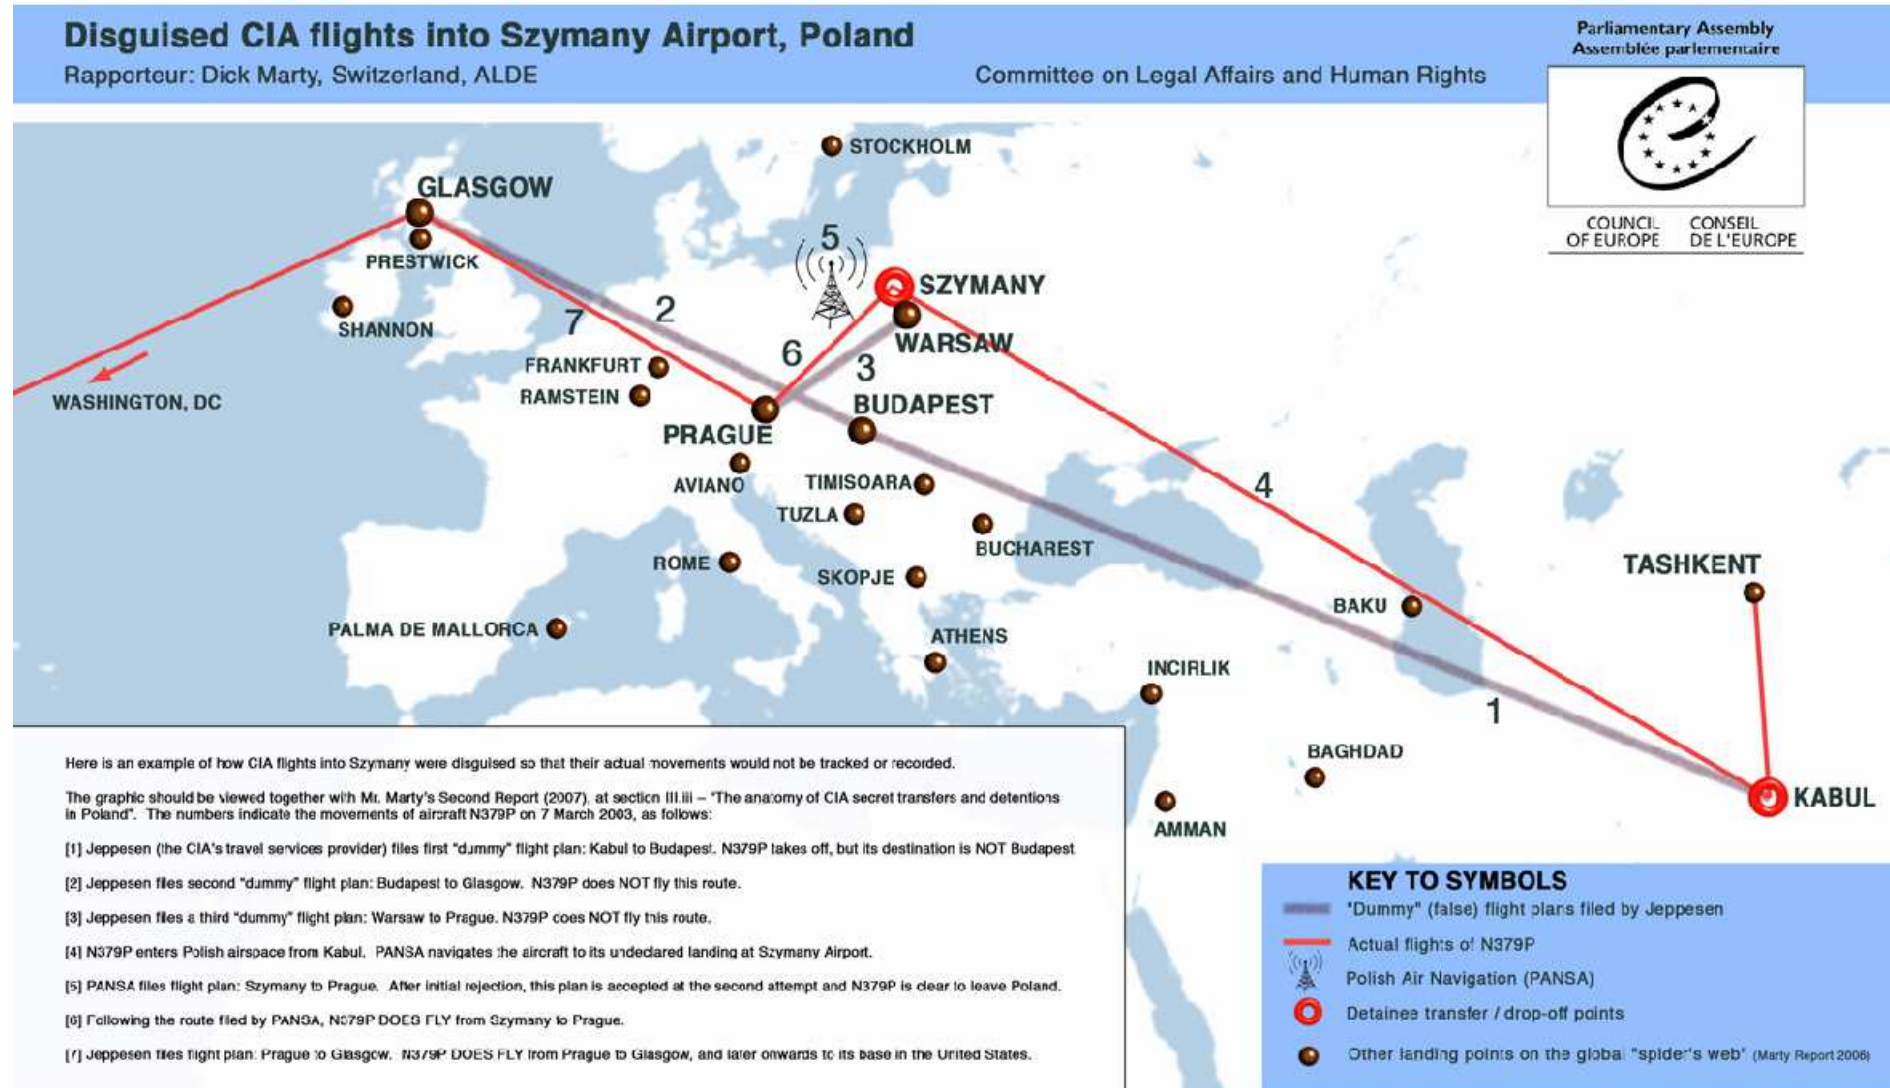 Disguised CIA flights into Szymany Airport, Poland
Rapporteur: Dick Marty, Switzerland, ALDE
Committee on Legal Affairs and Human Rights
Parliamentary Assembly
Assemblée parlementaire
COUNCIL OF EUROPE
CONSEIL DE L'EUROPE
STOCKHOLM
GLASGOW
PRESTWICK
SHANNON
WASHINGTON, DC
5
SZYMANY
WARSAW
2
7
6
3
FRANKFURT
RAMSTEIN
PRAGUE
BUDAPEST
AVIANO
TIMISOARA
TUZLA
BUCHAREST
ROME
SKOPJE
PALMA DE MALLORCA
ATHENS
4
BAKU
TASHKENT
INCIRLIK
1
BAGHDAD
AMMAN
KABUL
Here is an example of how CIA flights into Szymany were disguised so that their actual movements would not be tracked or recorded.
The graphic should be viewed together with Mr. Marty's Second Report (2007), at section III.iii – "The anatomy of CIA secret transfers and detentions
in Poland". The numbers indicate the movements of aircraft N379P on 7 March 2003, as follows:
[1] Jeppesen (the CIA's travel services provider) files first "dummy" flight plan: Kabul to Budapest. N379P takes off, but its destination is NOT Budapest
[2] Jeppesen files second "dummy" flight plan: Budapest to Glasgow. N379P does NOT fly this route.
[3] Jeppesen files a third "dummy" flight plan: Warsaw to Prague. N379P does NOT fly this route.
[4] N379P enters Polish airspace from Kabul. PANSA navigates the aircraft to its undeclared landing at Szymany Airport.
[5] PANSA files flight plan: Szymany to Prague. After initial rejection, this plan is accepted at the second attempt and N379P is clear to leave Poland.
[6] Following the route filed by PANSA, N379P DOES FLY from Szymany to Prague.
[7] Jeppesen files flight plan: Prague to Glasgow. N379P DOES FLY from Prague to Glasgow, and later onwards to its base in the United States.
KEY TO SYMBOLS
"Dummy" (false) flight plans filed by Jeppesen
Actual flights of N379P
Polish Air Navigation (PANSA)
Detainee transfer / drop-off points
Other landing points on the global "spider's web" (Marty Report 2006)